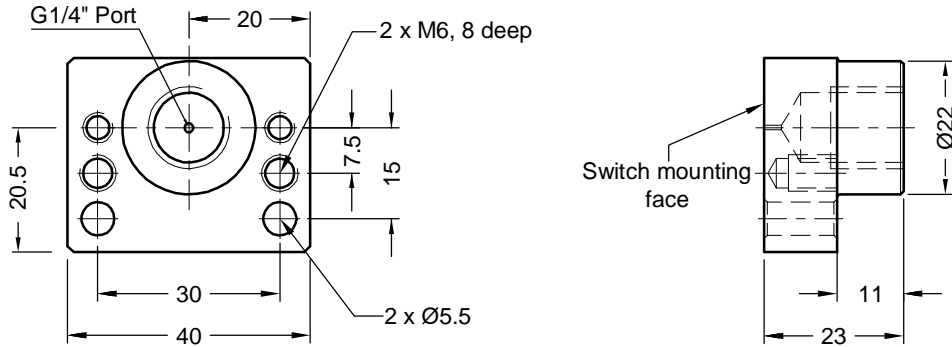 G1/4" Port
20
2 x M6, 8 deep
20.5
7.5
15
30
40
2 x Ø5.5
Switch mounting
face
Ø22
11
23